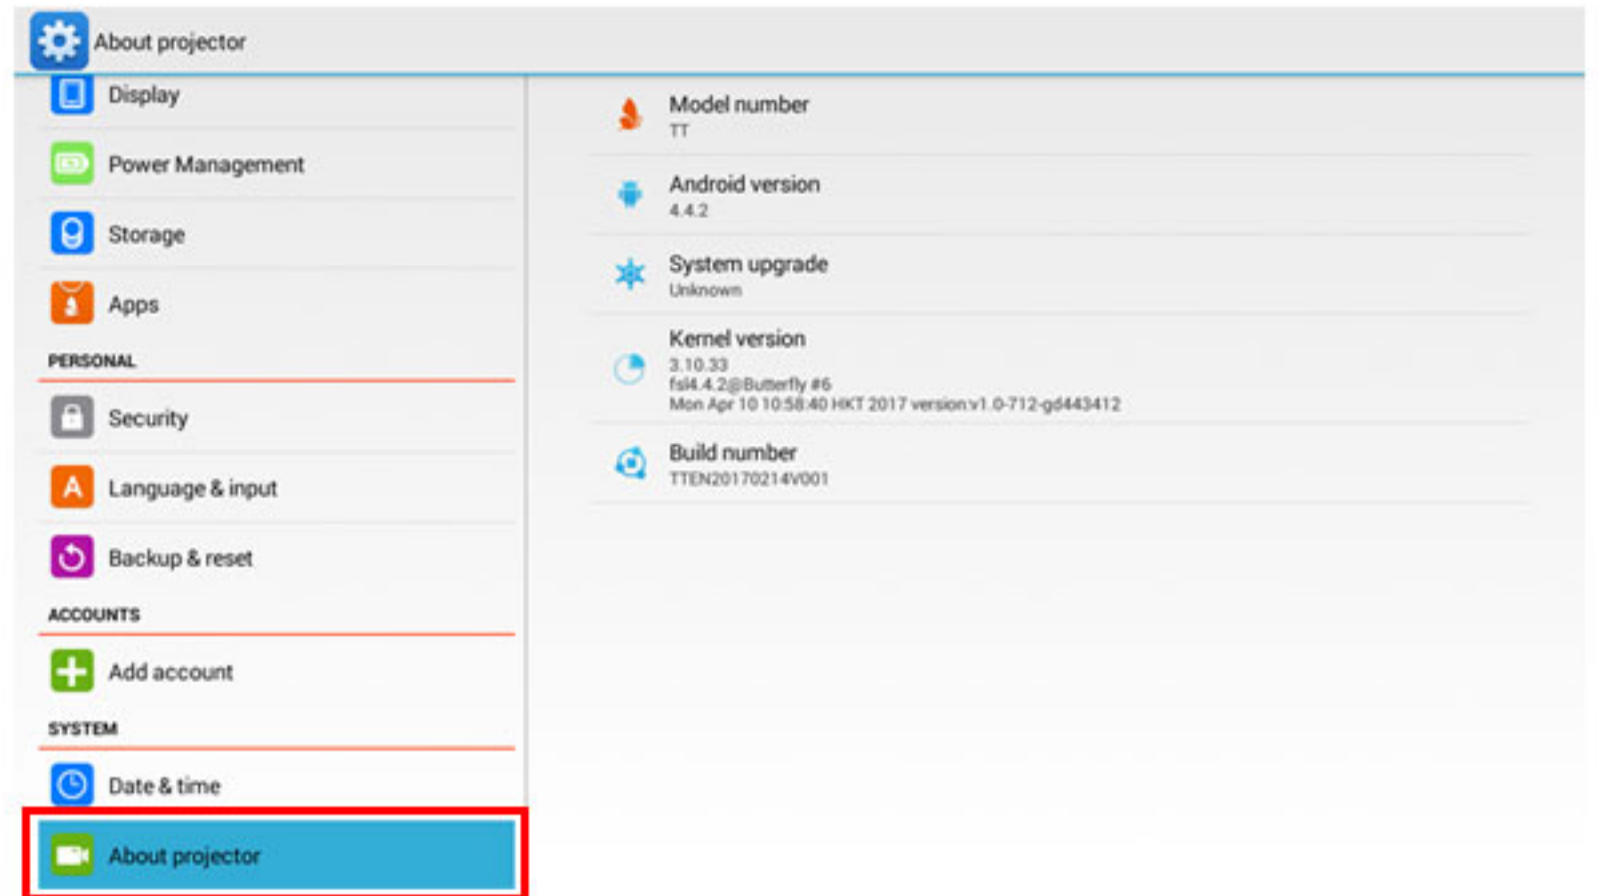 About projector
Display
Power Management
Storage
Apps
PERSONAL
Security
A
Language & input
Backup & reset
ACCOUNTS
Add account
SYSTEM
Date & time
About projector
Model number
TT
Android version
4.4.2
System upgrade
Unknown
Kernel version
3.10.33
fsl4.4.2@Butterfly #6
Mon Apr 10 10:58:40 HKT 2017 version:v1.0-712-gd443412
Build number
TTEN20170214V001